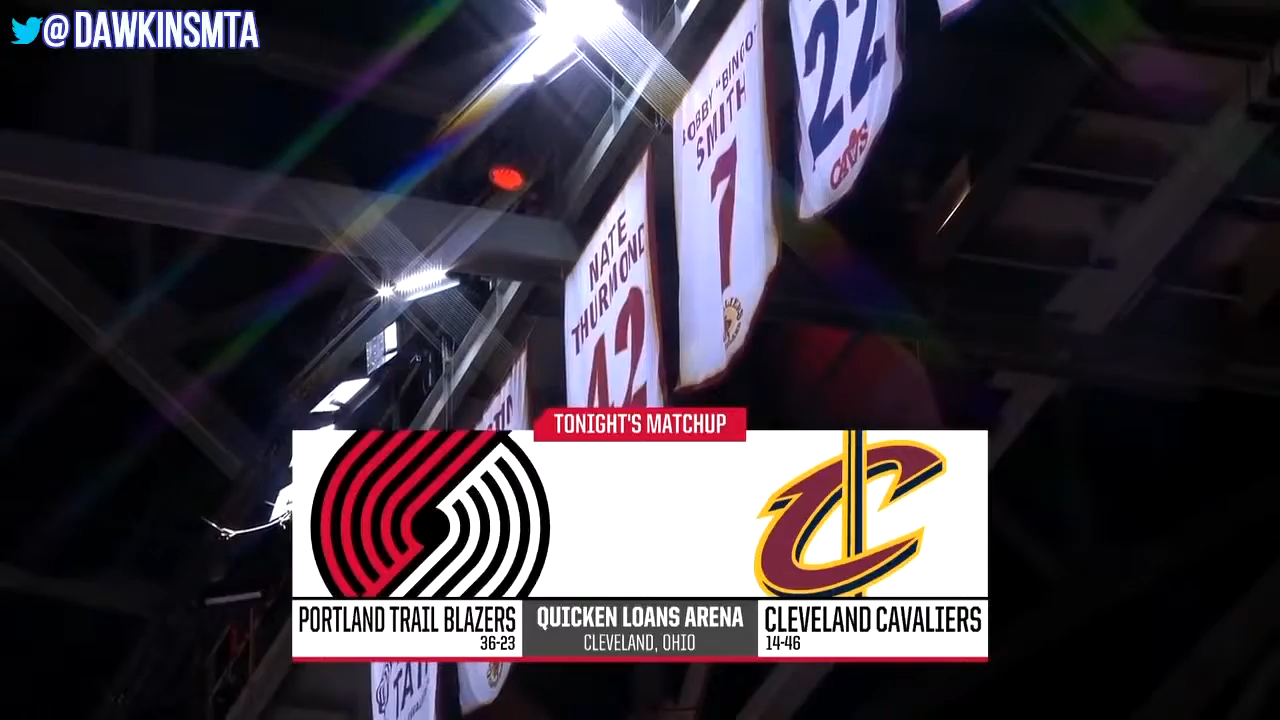 @DAWKINSMTA
22
CAVS
BOBBY "BINGO"
SMITH
7
NATE
THURMOND
42
TONIGHT'S MATCHUP
PORTLAND TRAIL BLAZERS
36-23
QUICKEN LOANS ARENA
CLEVELAND, OHIO
CLEVELAND CAVALIERS
14-46